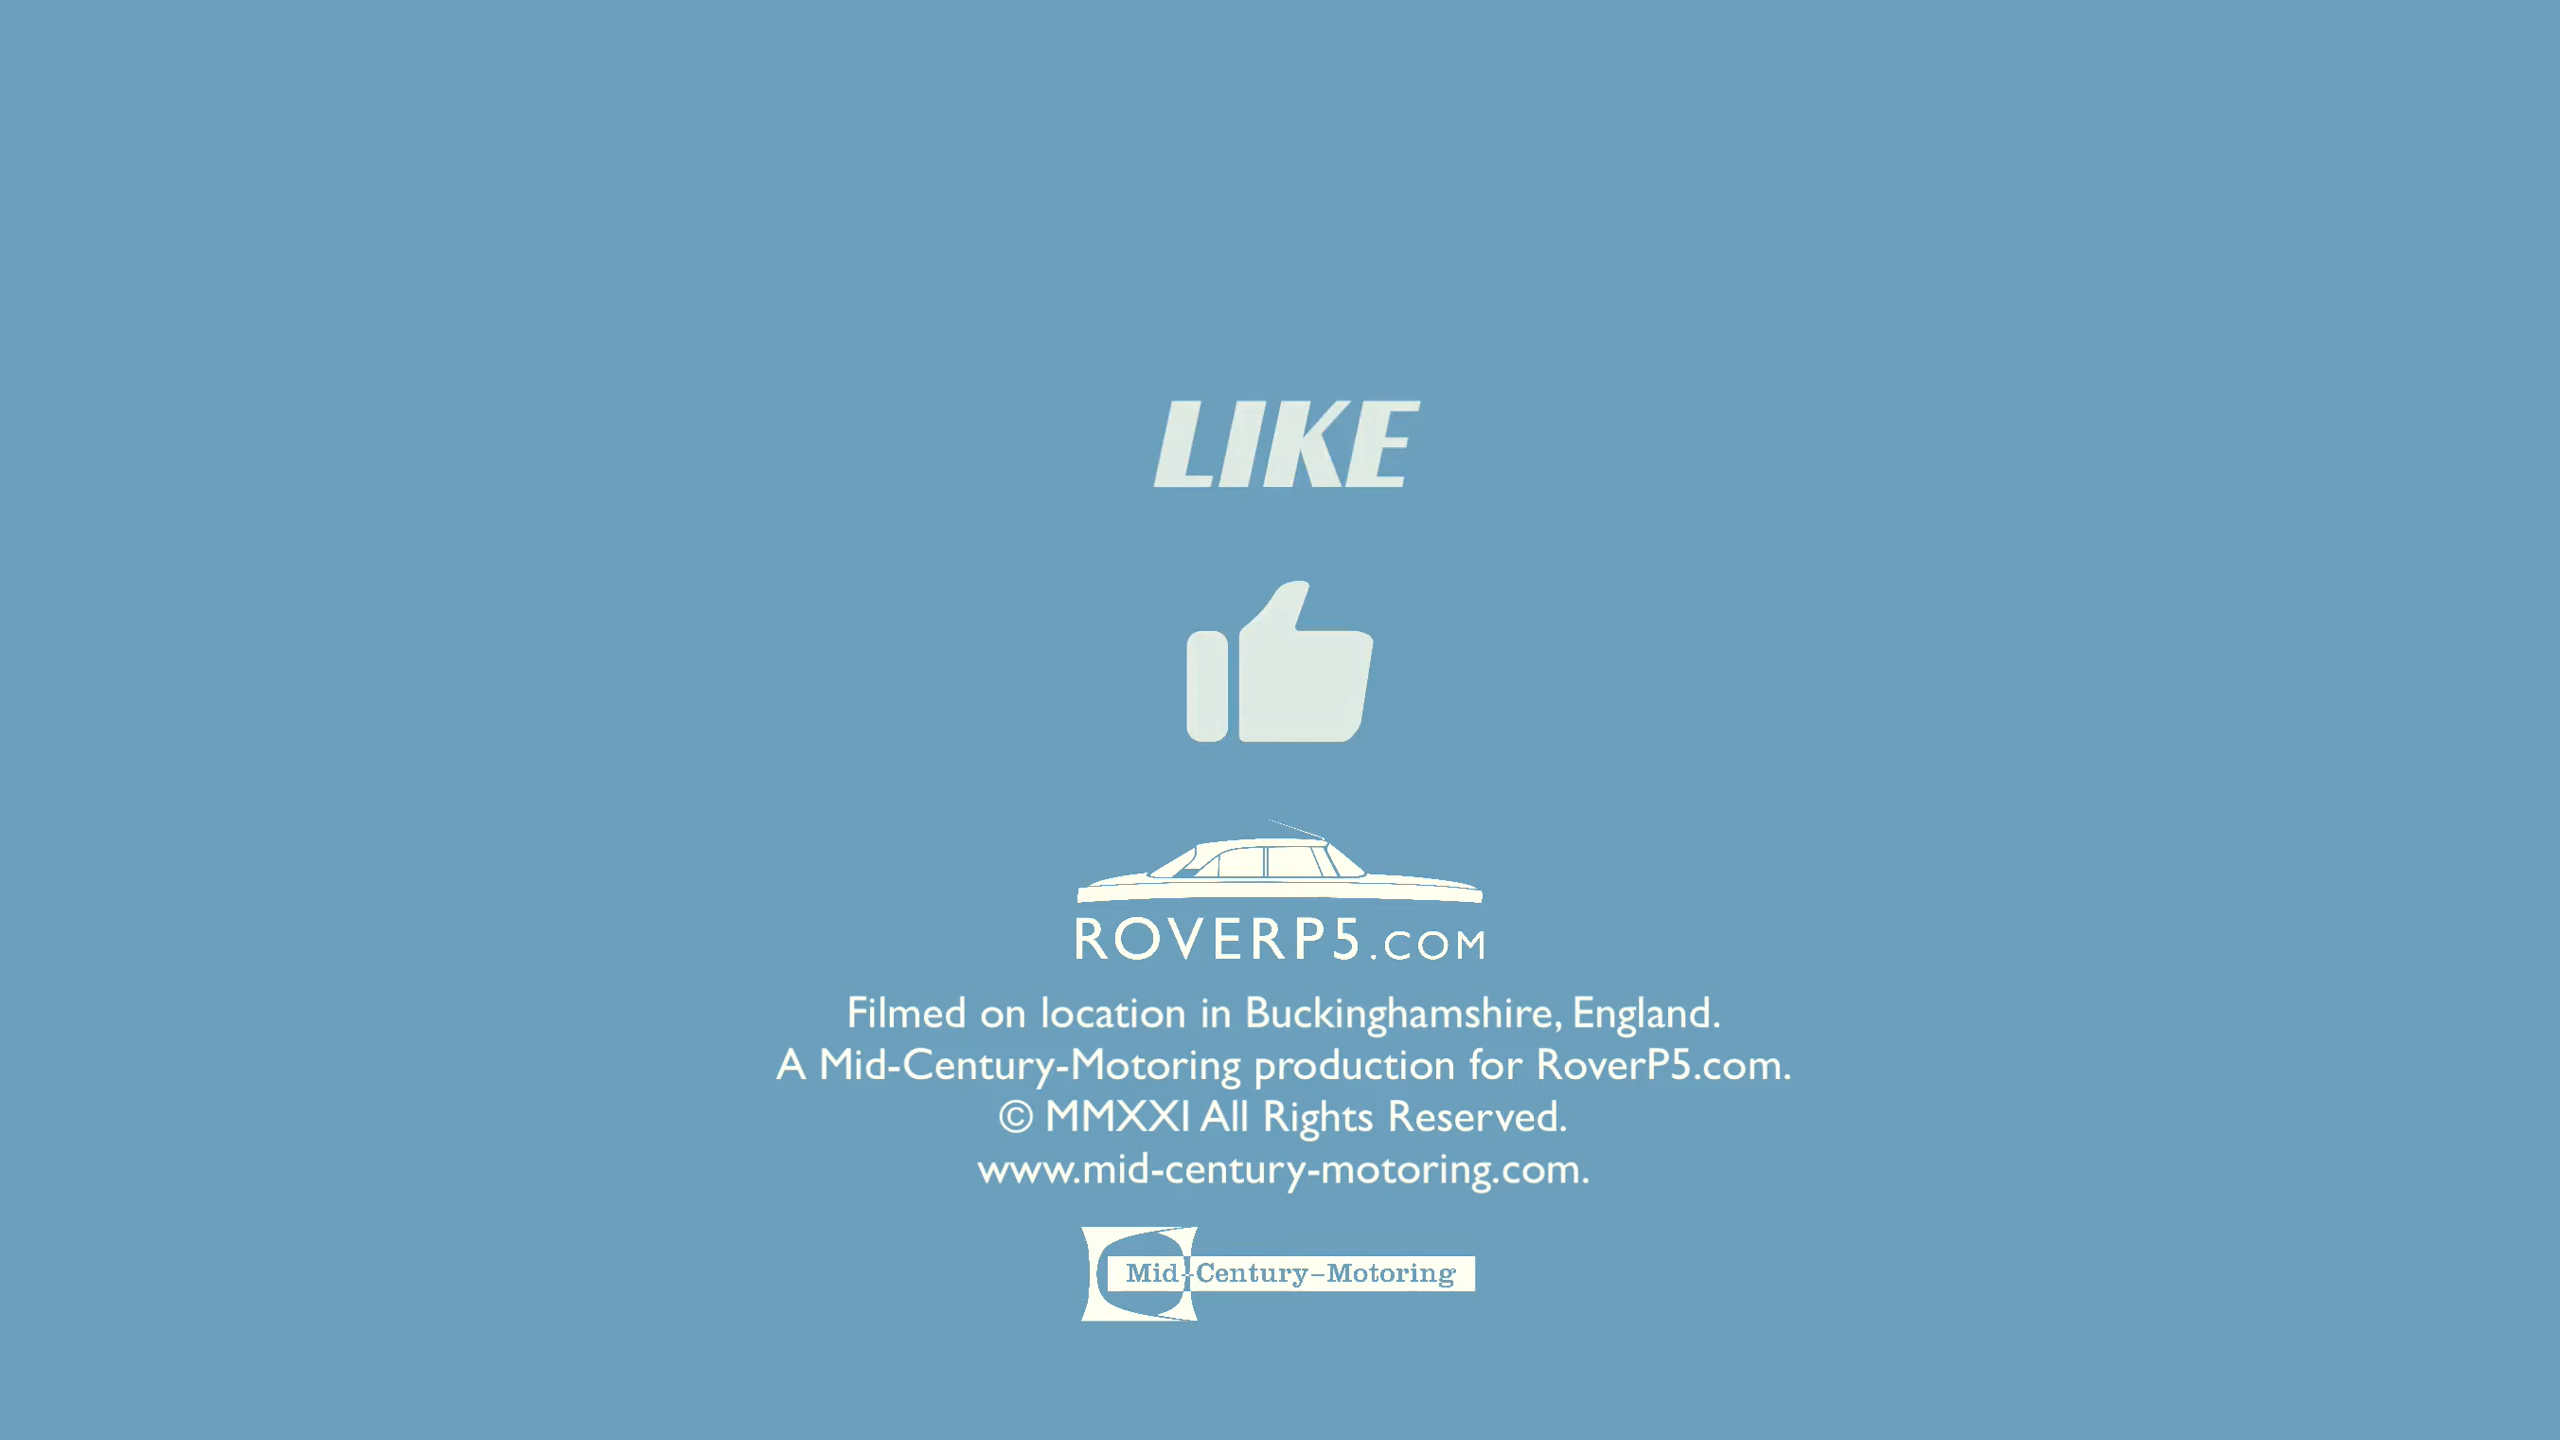 LIKE
ROVERP5.COM
Filmed on location in Buckinghamshire, England.
A Mid-Century-Motoring production for RoverP5.com.
© MMXXI All Rights Reserved.
www.mid-century-motoring.com.
Mid-Century-Motoring